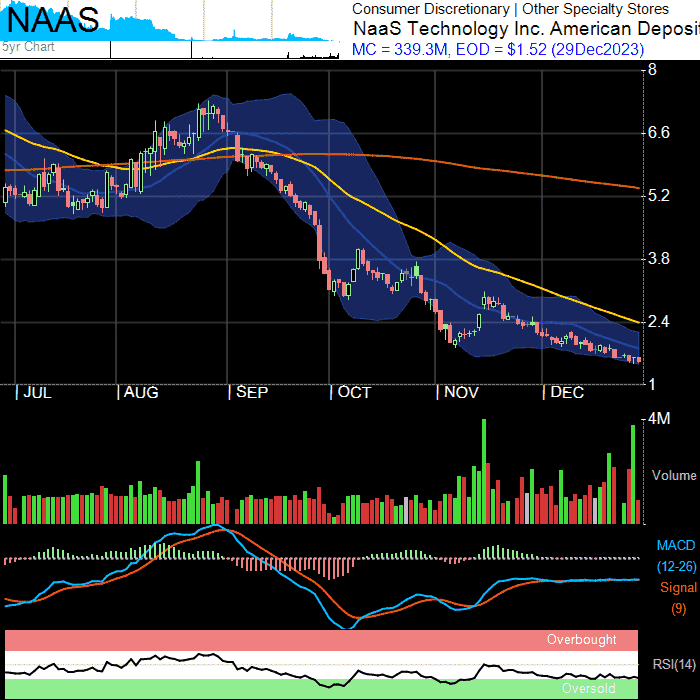 NAAS
5yr Chart
Consumer Discretionary | Other Specialty Stores
NaaS Technology Inc. American Deposi
MC = 339.3M, EOD = $1.52 (29Dec2023)
8
6.6
5.2
3.8
2.4
1
JUL AUG SEP OCT NOV DEC
4M
Volume
MACD
(12-26)
Signal
(9)
Overbought
RSI(14)
Oversold